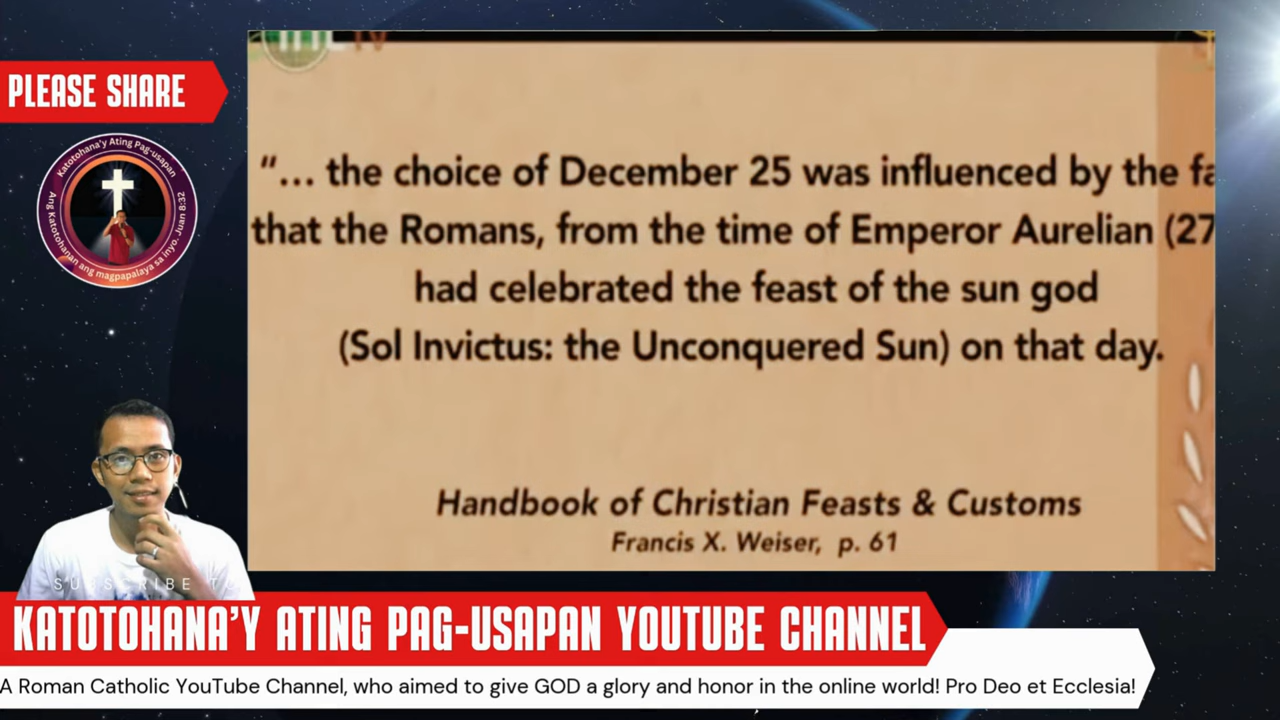 PLEASE SHARE
Katotohana'y Ating Pag-usapan
Ang Katotohanan ang magpapalaya sa inyo. Juan 8:32
"... the choice of December 25 was influenced by the fa
that the Romans, from the time of Emperor Aurelian (27
had celebrated the feast of the sun god
(Sol Invictus: the Unconquered Sun) on that day.
Handbook of Christian Feasts & Customs
Francis X. Weiser, p. 61
SUBSCRIBE TO
KATOTOHANA'Y ATING PAG-USAPAN YOUTUBE CHANNEL
A Roman Catholic YouTube Channel, who aimed to give GOD a glory and honor in the online world! Pro Deo et Ecclesia!